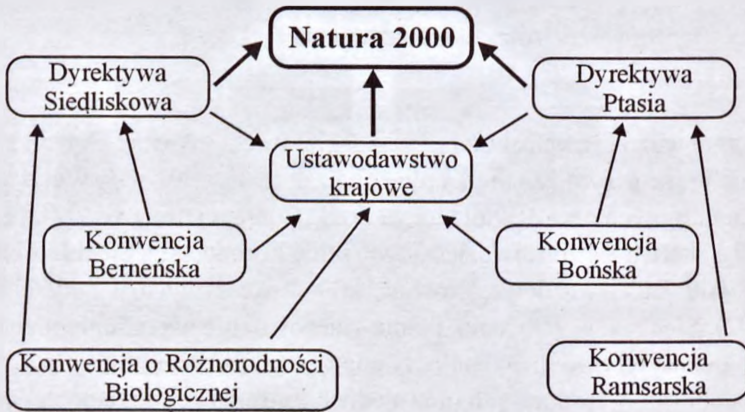 Natura 2000
Dyrektywa
Siedliskowa
Dyrektywa
Ptasia
Ustawodawstwo
krajowe
Konwencja
Berneńska
Konwencja
Bońska
Konwencja o Różnorodności
Biologicznej
Konwencja
Ramsarska